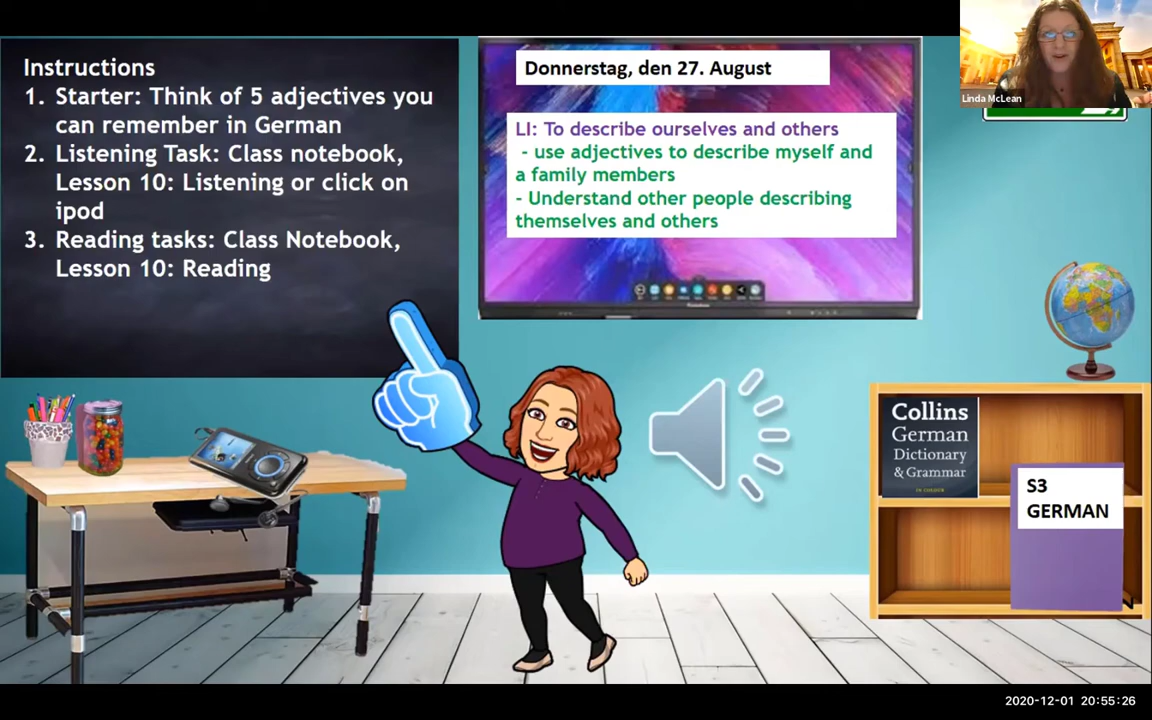 Instructions
1. Starter: Think of 5 adjectives you
can remember in German
2. Listening Task: Class notebook,
Lesson 10: Listening or click on
ipod
3. Reading tasks: Class Notebook,
Lesson 10: Reading
Donnerstag, den 27. August
LI: To describe ourselves and others
- use adjectives to describe myself and
a family members
- Understand other people describing
themselves and others
Linda McLean
Collins
German
Dictionary
& Grammar
IN COLOUR
S3
GERMAN
2020-12-01 20:55:26